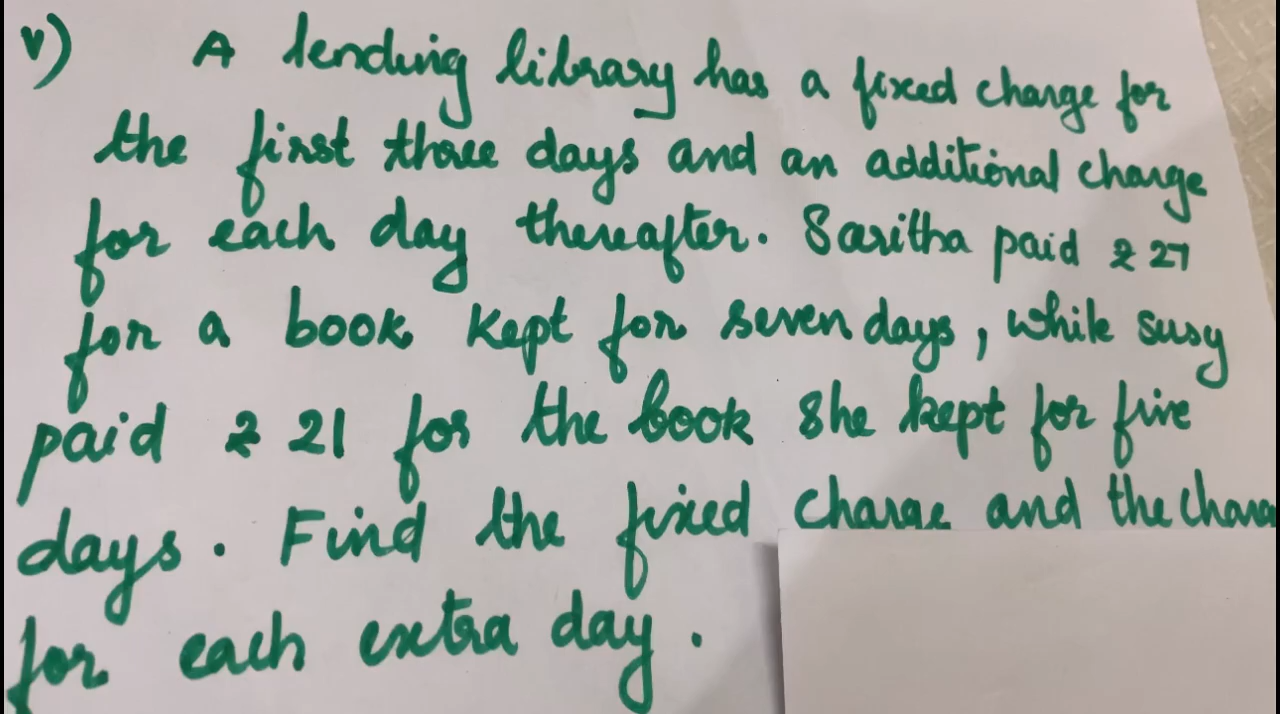 v) A lending library has a fixed charge for
the first three days and an additional charge
for each day thereafter. Saritha paid ₹ 27
for a book kept for seven days, while susy
paid ₹ 21 for the book she kept for five
days. Find the fixed charge and the charge
for each extra day.